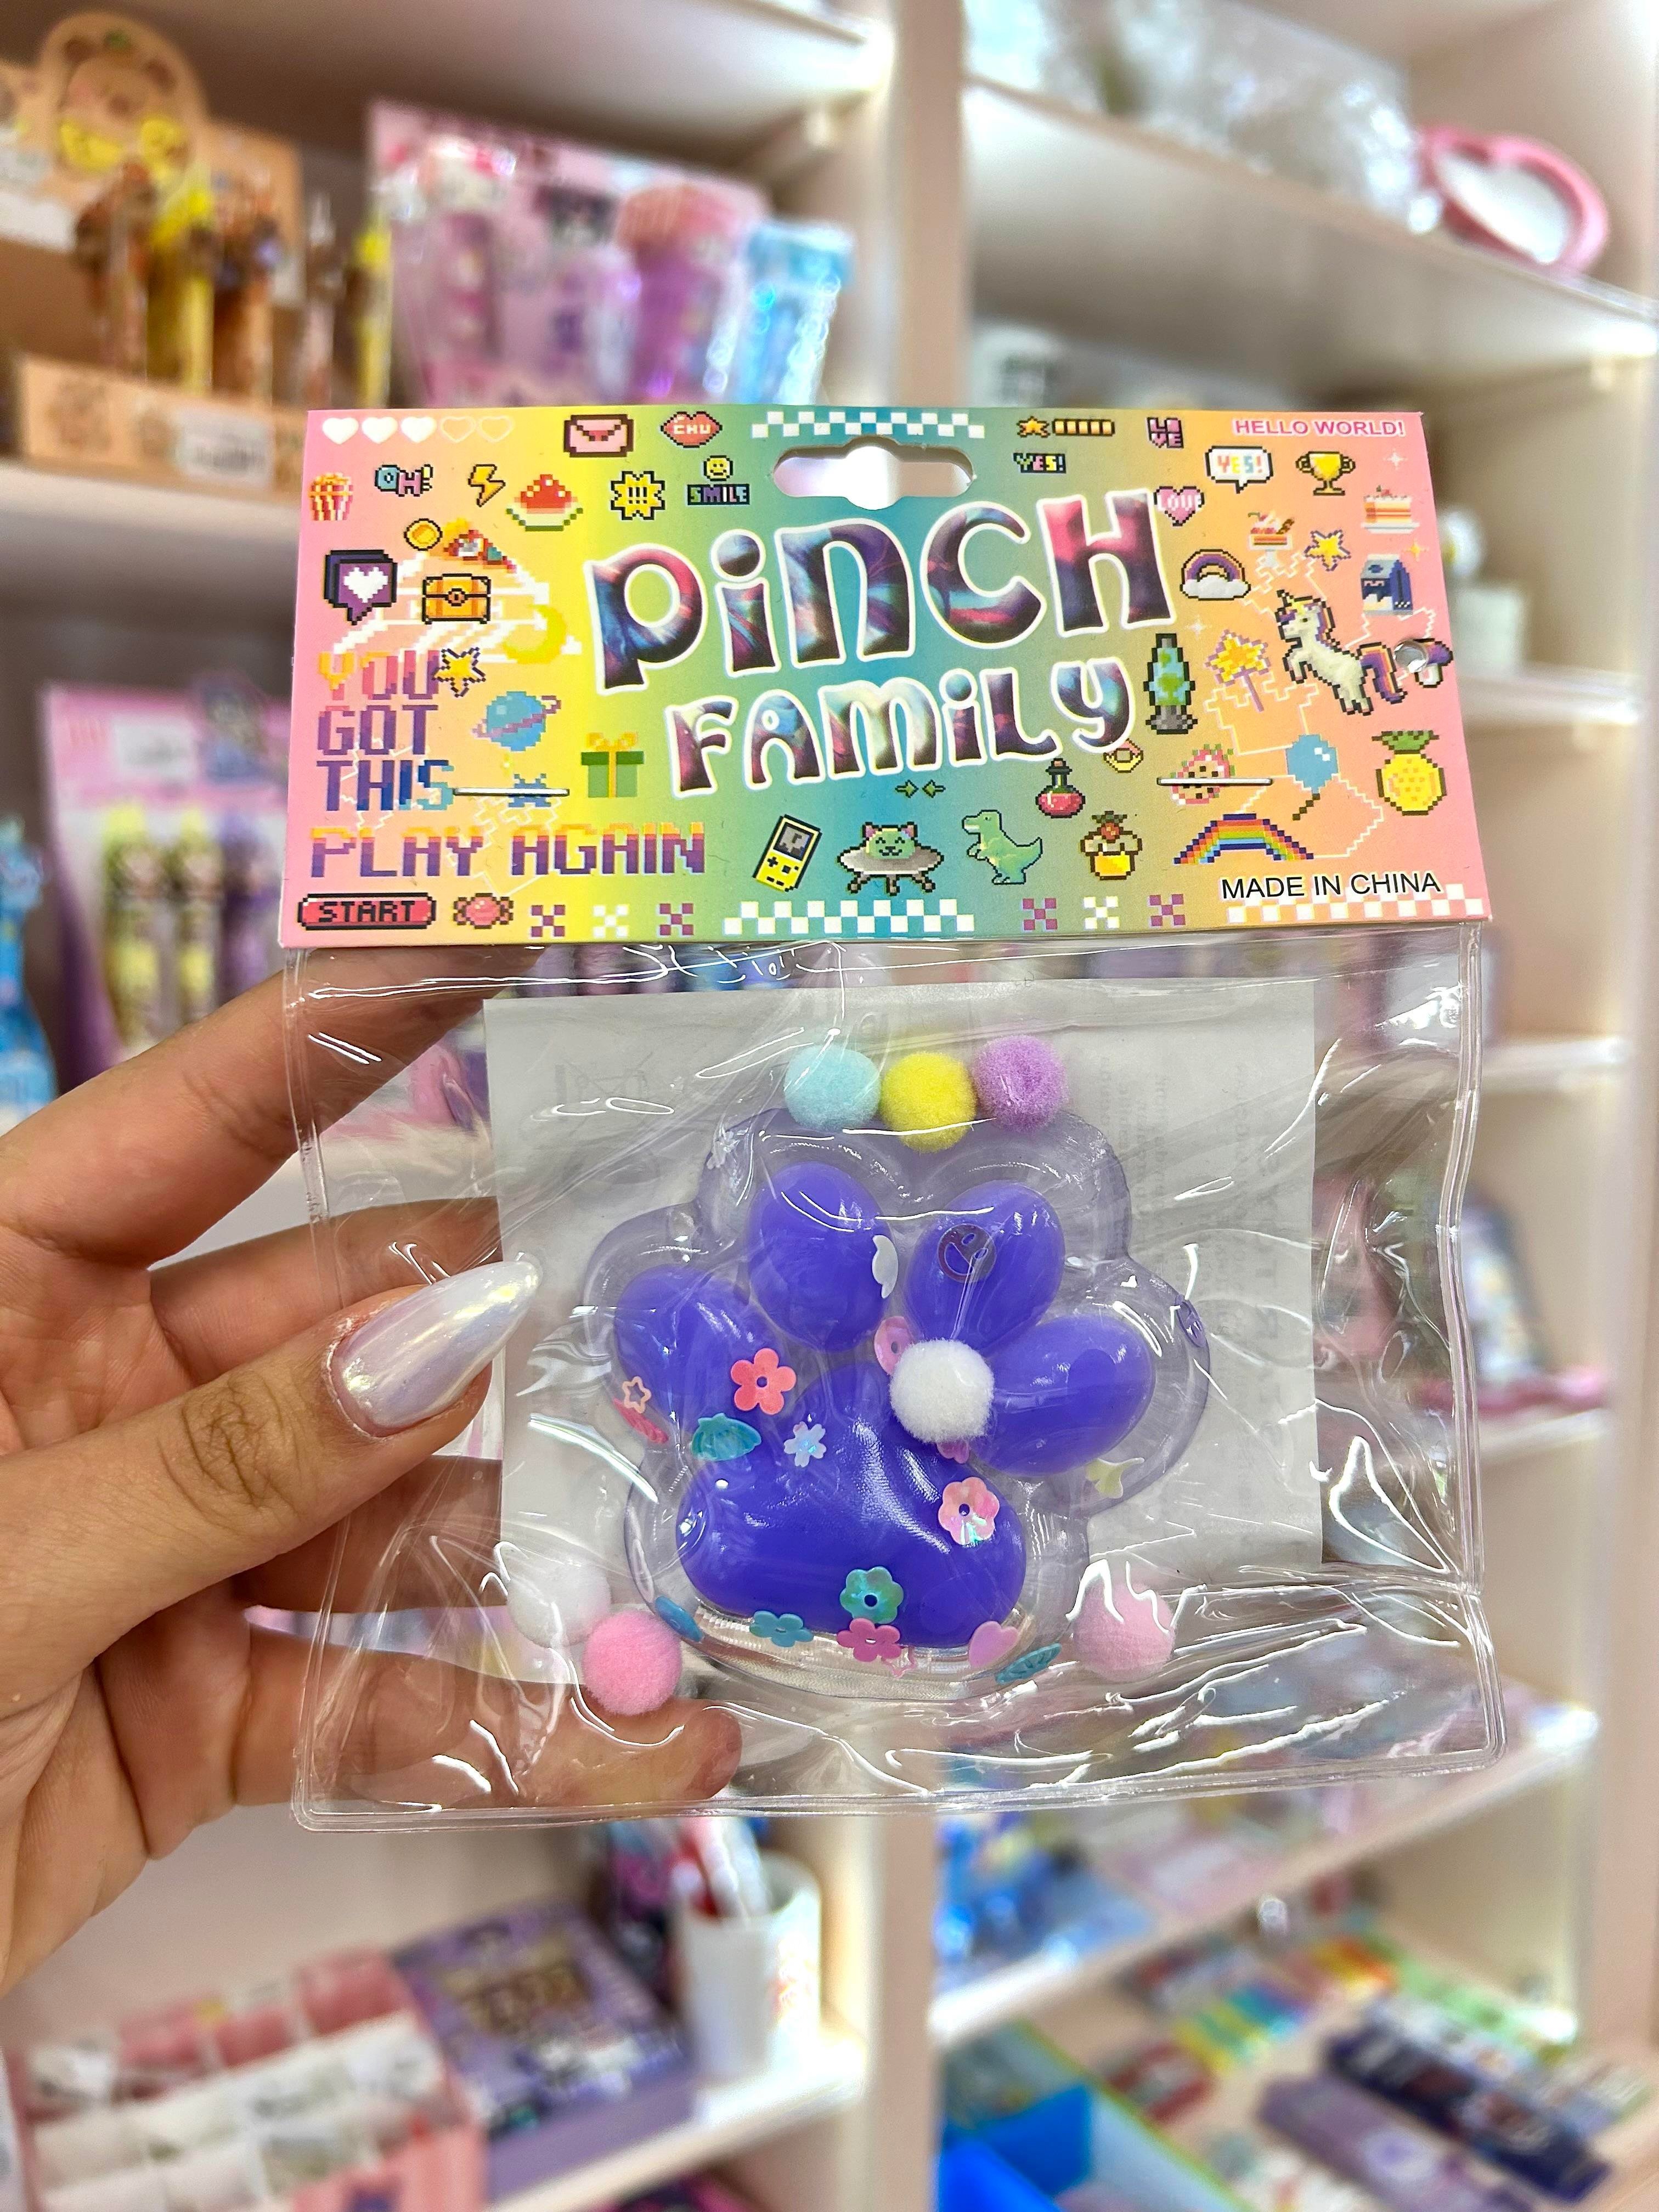 CHU
HELLO WORLD!
LOVE
OH!
SMILE
YES!
YES!
!!!
LOVE
PiNCH
FAMiLy
YOU
GOT
THIS
PLAY AGAIN
START
MADE IN CHINA